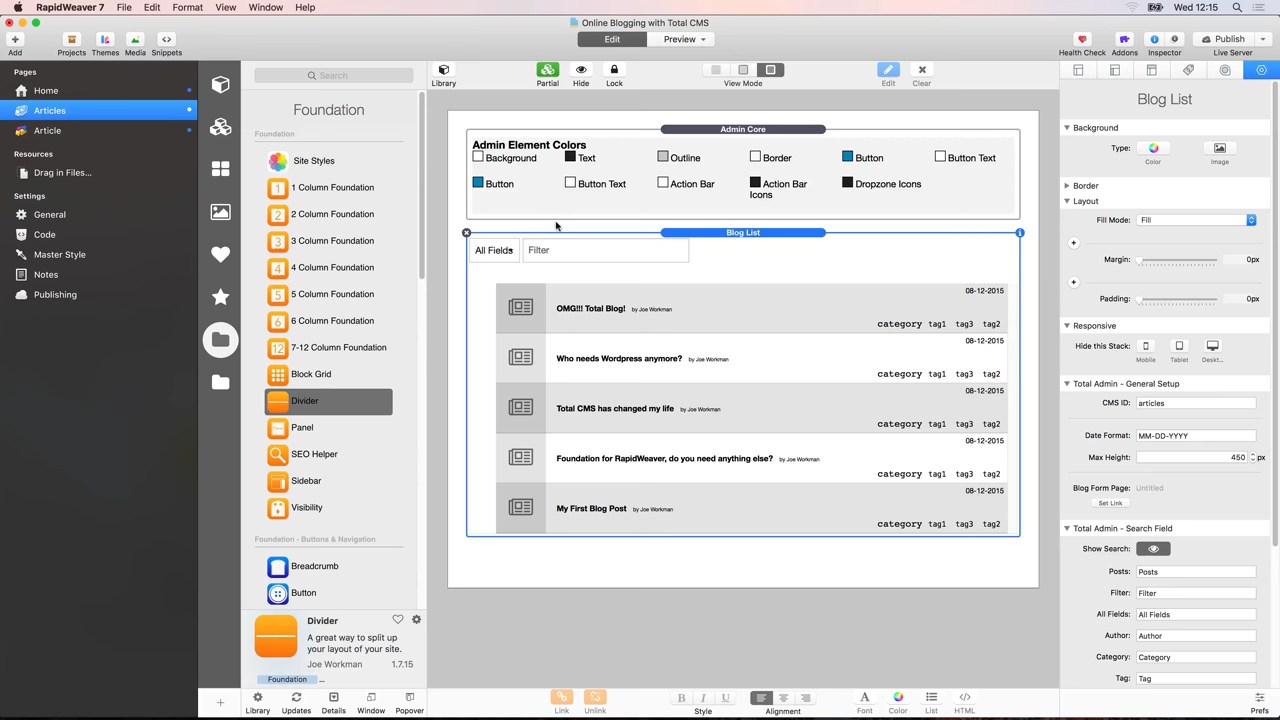 RapidWeaver 7 File Edit Format View Window Help
Wed 12:15
Online Blogging with Total CMS
Add Projects Themes Media Snippets
Edit Preview
Health Check Addons Inspector Publish
Live Server
Pages
Home
Articles
Article
Resources
Drag in Files...
Settings
General
Code
Master Style
Notes
Publishing
Search
Foundation
Foundation
Site Styles
1 Column Foundation
2 Column Foundation
3 Column Foundation
4 Column Foundation
5 Column Foundation
6 Column Foundation
7-12 Column Foundation
Block Grid
Divider
Panel
SEO Helper
Sidebar
Visibility
Foundation - Buttons & Navigation
Breadcrumb
Button
Divider
A great way to split up
your layout of your site.
Joe Workman 1.7.15
Foundation ...
Library Updates Details Window Popover
Library Partial Hide Lock View Mode Edit Clear
Admin Core
Admin Element Colors
Background Text Outline Border Button Button Text
Button Button Text Action Bar Action Bar Icons Dropzone Icons
Blog List
All Fields Filter
08-12-2015
OMG!!! Total Blog! by Joe Workman
category tag1 tag3 tag2
08-12-2015
Who needs Wordpress anymore? by Joe Workman
category tag1 tag3 tag2
08-12-2015
Total CMS has changed my life by Joe Workman
category tag1 tag3 tag2
08-12-2015
Foundation for RapidWeaver, do you need anything else? by Joe Workman
category tag1 tag3 tag2
08-12-2015
My First Blog Post by Joe Workman
category tag1 tag3 tag2
Link Unlink B I U Style Alignment Font Color List HTML
Blog List
Background
Type:
Color Image
Border
Layout
Fill Mode: Fill
Margin: 0px
Padding: 0px
Responsive
Hide this Stack:
Mobile Tablet Deskt...
Total Admin - General Setup
CMS ID: articles
Date Format: MM-DD-YYYY
Max Height: 450 px
Blog Form Page: Untitled
Set Link
Total Admin - Search Field
Show Search:
Posts: Posts
Filter: Filter
All Fields: All Fields
Author: Author
Category: Category
Tag: Tag
Prefs